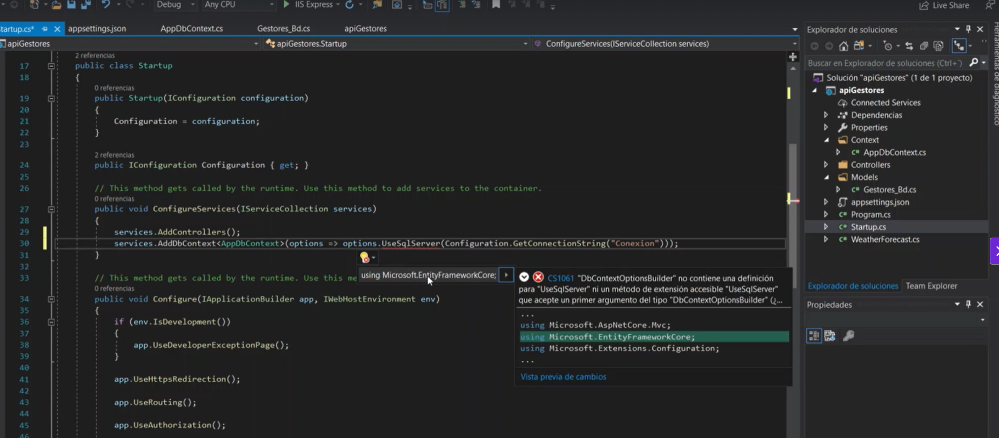 Debug Any CPU IIS Express Live Share
Startup.cs* appsettings.json AppDbContext.cs Gestores_Bd.cs apiGestores
apiGestores apiGestores.Startup ConfigureServices(IServiceCollection services)
2 referencias
17 public class Startup
18 {
0 referencias
19 public Startup(IConfiguration configuration)
20 {
21 Configuration = configuration;
22 }
23
2 referencias
24 public IConfiguration Configuration { get; }
25
26 // This method gets called by the runtime. Use this method to add services to the container.
0 referencias
27 public void ConfigureServices(IServiceCollection services)
28 {
29 services.AddControllers();
30 services.AddDbContext<AppDbContext>(options => options.UseSqlServer(Configuration.GetConnectionString("Conexion")));
31 }
32
33 // This method gets called by the runtime. Use this me
0 referencias
34 public void Configure(IApplicationBuilder app, IWebHostEnvironment env)
35 {
36 if (env.IsDevelopment())
37 {
38 app.UseDeveloperExceptionPage();
39 }
40
41 app.UseHttpsRedirection();
42
43 app.UseRouting();
44
45 app.UseAuthorization();
46
using Microsoft.EntityFrameworkCore;
CS1061 "DbContextOptionsBuilder" no contiene una definición
para "UseSqlServer" ni un método de extensión accesible "UseSqlServer"
que acepte un primer argumento del tipo "DbContextOptionsBuilder" (¿...
...
using Microsoft.AspNetCore.Mvc;
using Microsoft.EntityFrameworkCore;
using Microsoft.Extensions.Configuration;
...
Vista previa de cambios
Explorador de soluciones
Buscar en Explorador de soluciones (Ctrl+´)
Solución "apiGestores" (1 de 1 proyecto)
apiGestores
Connected Services
Dependencias
Properties
Context
AppDbContext.cs
Controllers
Models
Gestores_Bd.cs
appsettings.json
Program.cs
Startup.cs
WeatherForecast.cs
Explorador de soluciones Team Explorer
Propiedades
Herramientas de diagnóstico